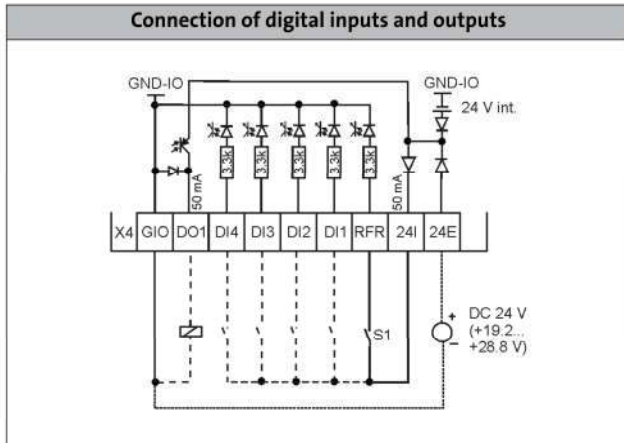 Connection of digital inputs and outputs
GND-IO
GND-IO
24 V int.
3.3k
3.3k
3.3k
3.3k
3.3k
50 mA
50 mA
X4 GIO DO1 DI4 DI3 DI2 DI1 RFR 24I 24E
S1
+ DC 24 V
(+19.2...
– +28.8 V)